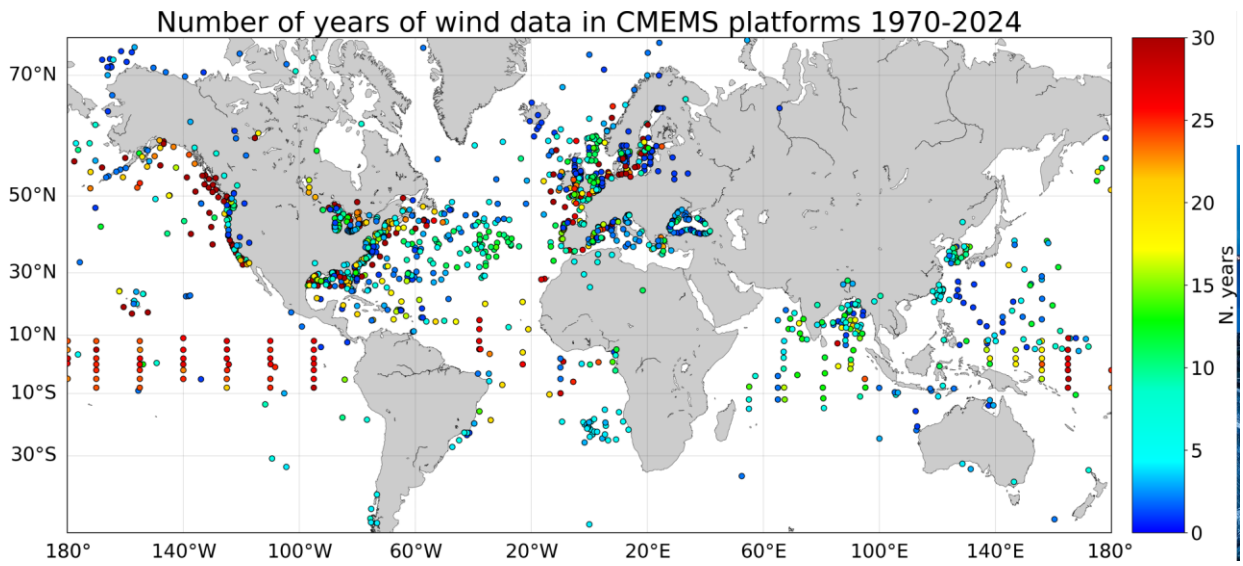 Number of years of wind data in CMEMS platforms 1970-2024
70°N
50°N
30°N
10°N
10°S
30°S
180° 140°W 100°W 60°W 20°W 20°E 60°E 100°E 140°E 180°
30
25
20
15
10
5
0
N. years